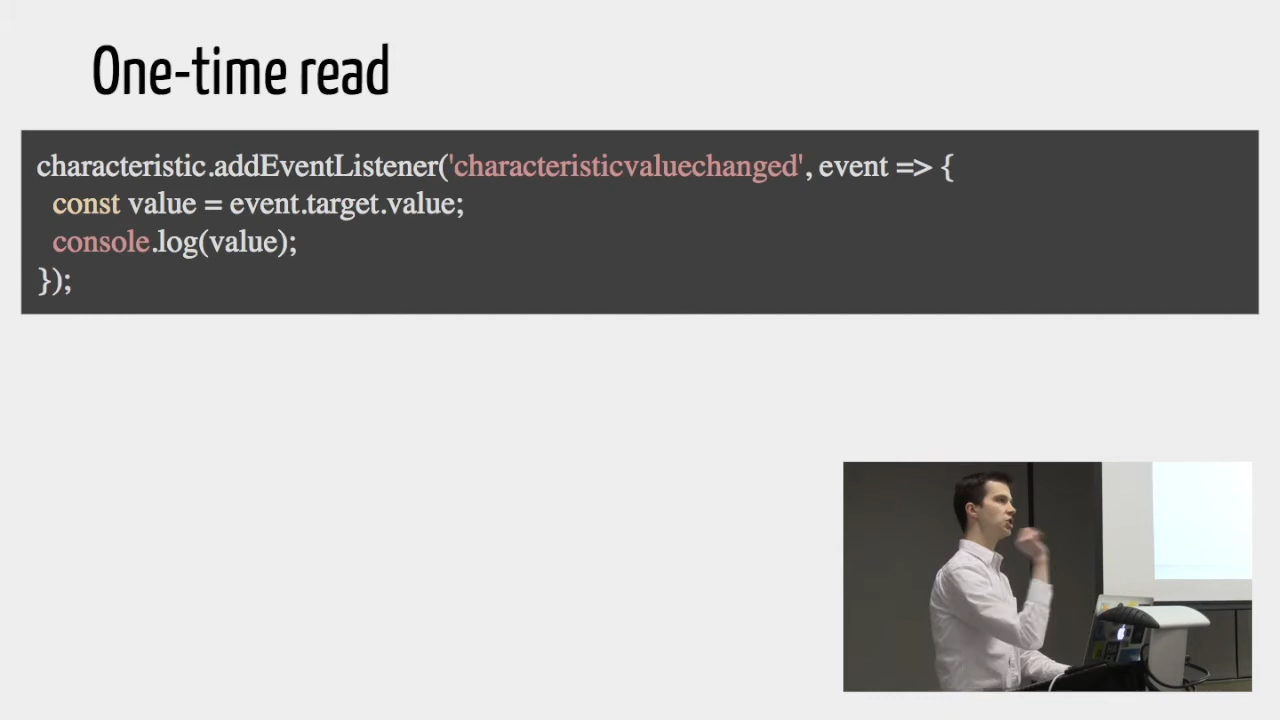 One-time read
characteristic.addEventListener('characteristicvaluechanged', event => {
const value = event.target.value;
console.log(value);
});